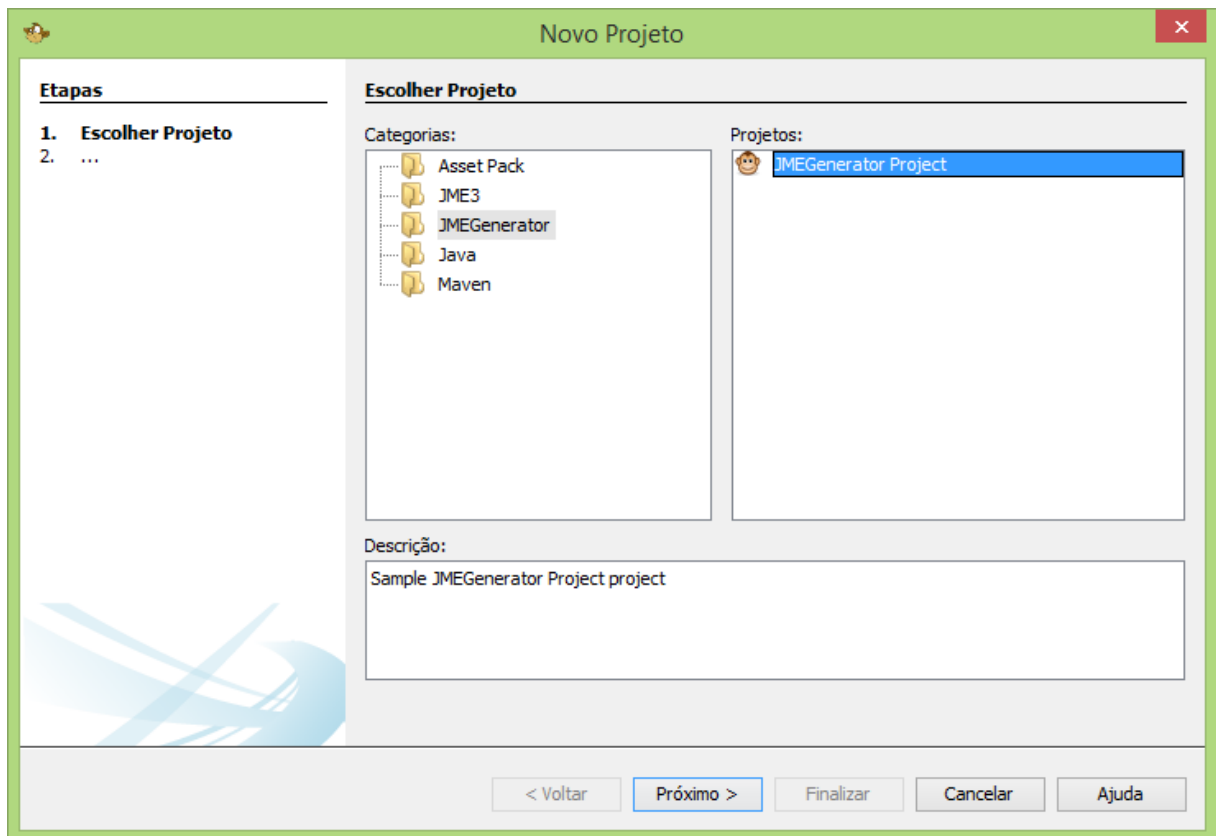 Novo Projeto
Etapas
1. Escolher Projeto
2. ...
Escolher Projeto
Categorias:
Asset Pack
JME3
JMEGenerator
Java
Maven
Projetos:
JMEGenerator Project
Descrição:
Sample JMEGenerator Project project
< Voltar
Próximo >
Finalizar
Cancelar
Ajuda